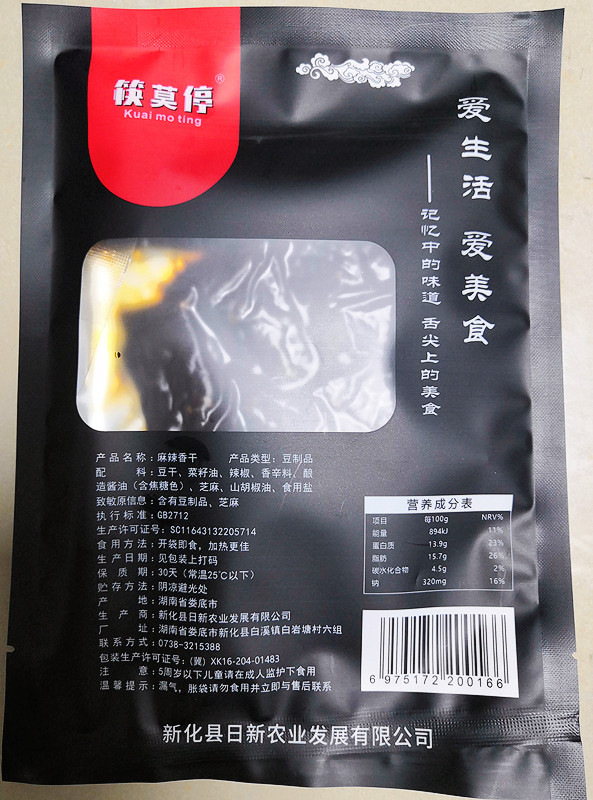 筷莫停®
Kuai mo ting
爱生活 爱美食
——记忆中的味道 舌尖上的美食
产品名称：麻辣香干 产品类型：豆制品
配 料：豆干、菜籽油、辣椒、香辛料、酿
造酱油（含焦糖色）、芝麻、山胡椒油、食用盐
致敏原信息：含有豆制品、芝麻
执行标准：GB2712
生产许可证号：SC11643132205714
食用方法：开袋即食，加热更佳
生产日期：见包装上打码
保 质 期：30天（常温25℃以下）
贮存方法：阴凉避光处
产 地：湖南省娄底市
生 产 商：新化县日新农业发展有限公司
厂 址：湖南省娄底市新化县白溪镇白岩塘村六组
联系方式：0738-3215388
包装生产许可证号：(冀) XK16-204-01483
注 意：5周岁以下儿童请在成人监护下食用
温馨提示：漏气，胀袋请勿食用并立即与售后联系
营养成分表
项目 每100g NRV%
能量 894kJ 11%
蛋白质 13.9g 23%
脂肪 15.7g 26%
碳水化合物 4.5g 2%
钠 320mg 16%
6 975172 200166
新化县日新农业发展有限公司